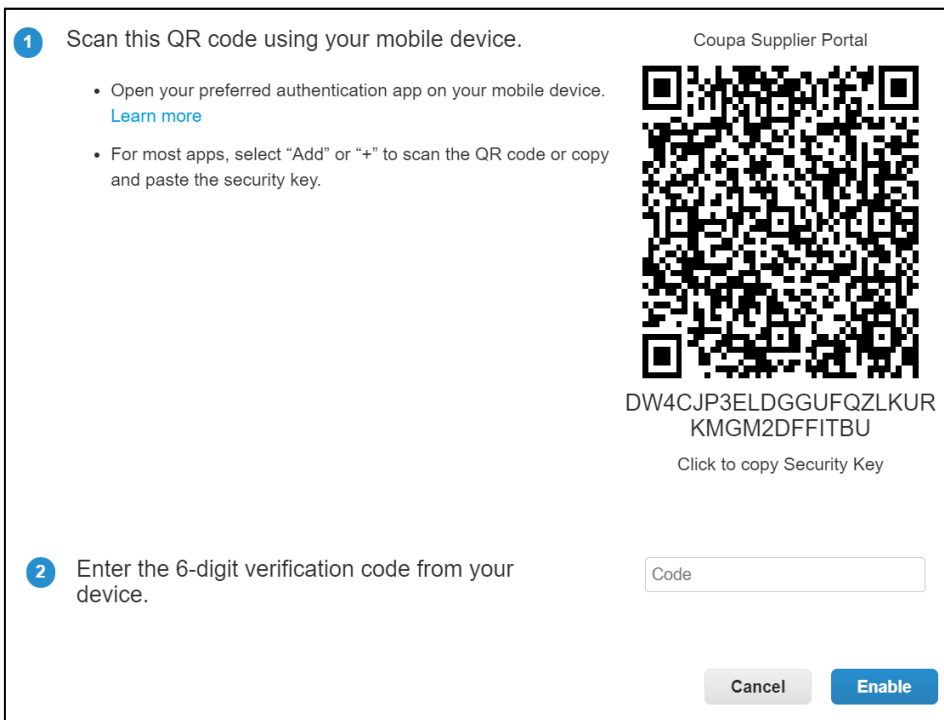 1 Scan this QR code using your mobile device.
• Open your preferred authentication app on your mobile device.
Learn more
• For most apps, select “Add” or “+” to scan the QR code or copy
and paste the security key.
Coupa Supplier Portal
DW4CJP3ELDGGUFQZLKUR
KMGM2DFFITBU
Click to copy Security Key
2 Enter the 6-digit verification code from your
device.
Code
Cancel
Enable